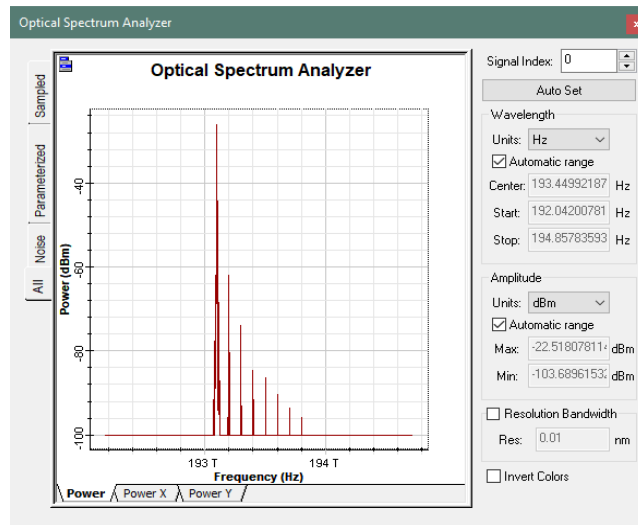 Optical Spectrum Analyzer
Sampled
Parameterized
Noise
All
Optical Spectrum Analyzer
Power (dBm)
-40
-60
-80
-100
193 T
194 T
Frequency (Hz)
Power
Power X
Power Y
Signal Index: 0
Auto Set
Wavelength
Units: Hz
Automatic range
Center: 193.44992187 Hz
Start: 192.04200781 Hz
Stop: 194.85783593 Hz
Amplitude
Units: dBm
Automatic range
Max: -22.51807811 dBm
Min: -103.6896153 dBm
Resolution Bandwidth
Res: 0.01 nm
Invert Colors